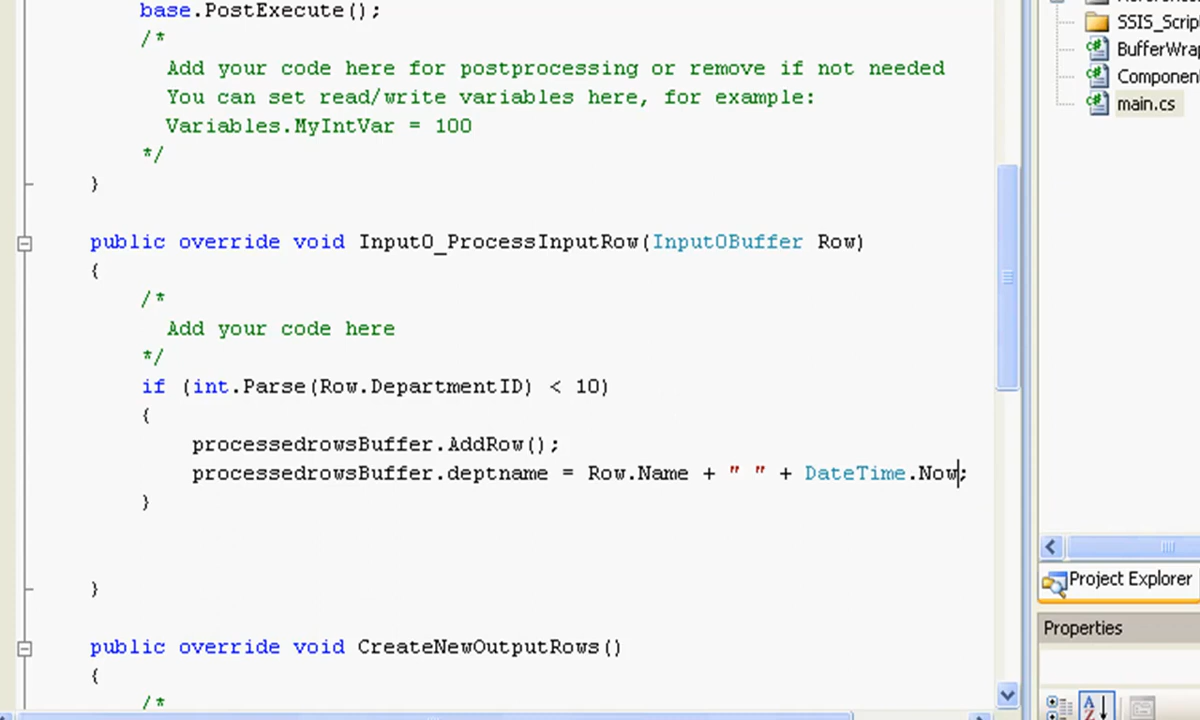 base.PostExecute();
/*
Add your code here for postprocessing or remove if not needed
You can set read/write variables here, for example:
Variables.MyIntVar = 100
*/
}
public override void Input0_ProcessInputRow(Input0Buffer Row)
{
/*
Add your code here
*/
if (int.Parse(Row.DepartmentID) < 10)
{
processedrowsBuffer.AddRow();
processedrowsBuffer.deptname = Row.Name + " " + DateTime.Now;
}
}
public override void CreateNewOutputRows()
{
/*
SSIS_Scrip
BufferWrap
Component
main.cs
Project Explorer
Properties